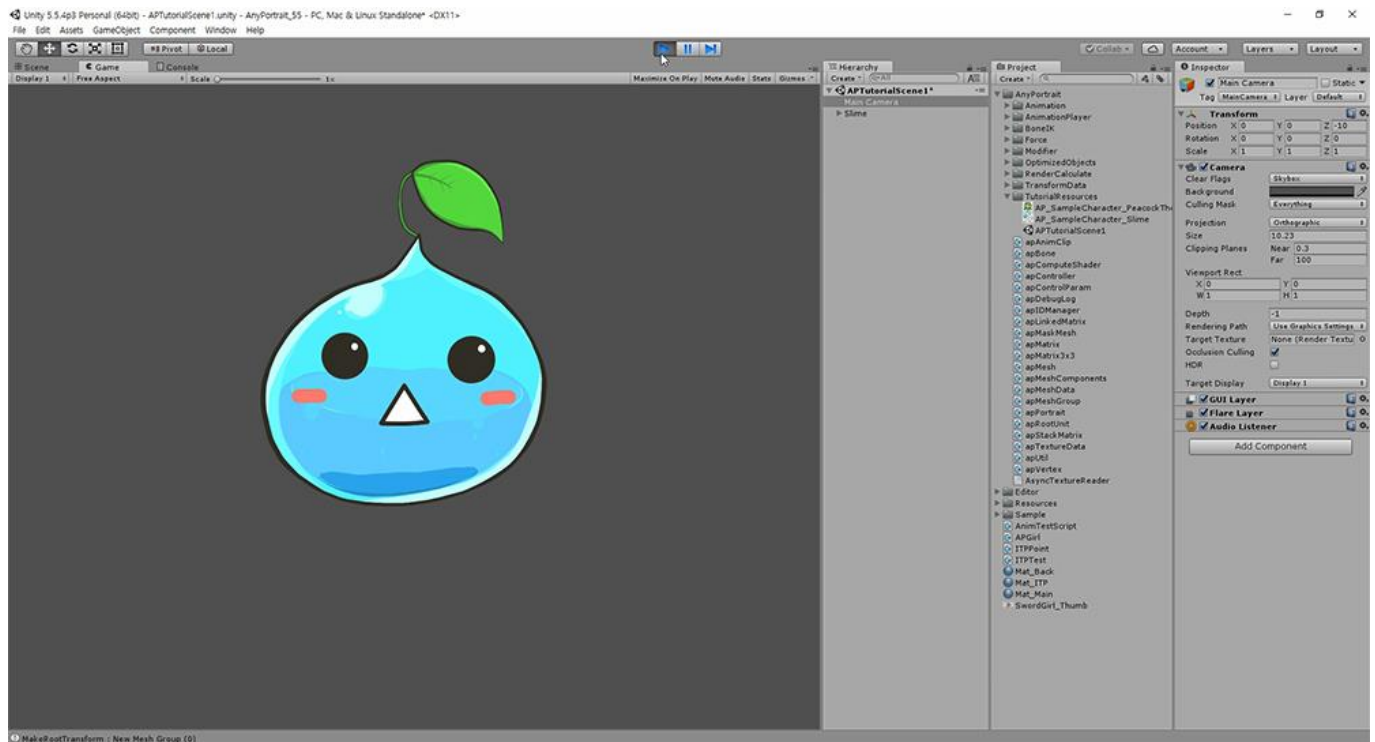 Unity 5.5.4p3 Personal (64bit) - APTutorialScene1.unity - AnyPortrait_55 - PC, Mac & Linux Standalone* <DX11>
File Edit Assets GameObject Component Window Help
Pivot Local
Collab Account Layers Layout
Scene Game Console
Display 1 Free Aspect Scale 1x Maximize On Play Mute Audio Stats Gizmos
Hierarchy
Create All
APTutorialScene1*
Main Camera
Slime
Project
Create
AnyPortrait
Animation
AnimationPlayer
BoneIK
Force
Modifier
OptimizedObjects
RenderCalculate
TransformData
TutorialResources
AP_SampleCharacter_PeacockThe
AP_SampleCharacter_Slime
APTutorialScene1
apAnimClip
apBone
apComputeShader
apController
apControlParam
apDebugLog
apIDManager
apLinkedMatrix
apMaskMesh
apMatrix
apMatrix3x3
apMesh
apMeshComponents
apMeshData
apMeshGroup
apPortrait
apRootUnit
apStackMatrix
apTextureData
apUtil
apVertex
AsyncTextureReader
Editor
Resources
Sample
AnimTestScript
APGirl
ITPPoint
ITPTest
Mat_Back
Mat_ITP
Mat_Main
SwordGirl_Thumb
Inspector
Main Camera Static
Tag MainCamera Layer Default
Transform
Position X 0 Y 0 Z -10
Rotation X 0 Y 0 Z 0
Scale X 1 Y 1 Z 1
Camera
Clear Flags Skybox
Background
Culling Mask Everything
Projection Orthographic
Size 10.23
Clipping Planes Near 0.3
Far 100
Viewport Rect
X 0 Y 0
W 1 H 1
Depth -1
Rendering Path Use Graphics Settings
Target Texture None (Render Textu
Occlusion Culling
HDR
Target Display Display 1
GUI Layer
Flare Layer
Audio Listener
Add Component
MakeRootTransform : New Mesh Group (0)